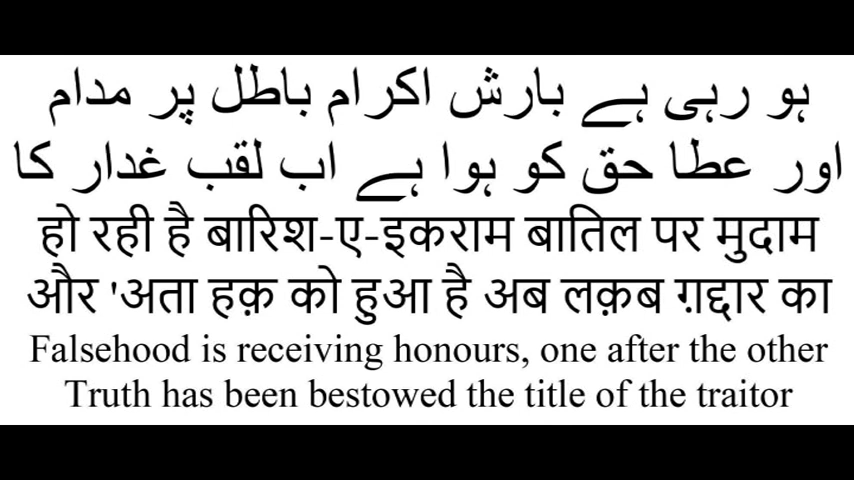 ہو رہی ہے بارش اکرام باطل پر مدام
اور عطا حق کو ہوا ہے اب لقب غدار کا
हो रही है बारिश-ए-इकराम बातिल पर मुदाम
और 'अता हक़ को हुआ है अब लक़ब ग़द्दार का
Falsehood is receiving honours, one after the other
Truth has been bestowed the title of the traitor